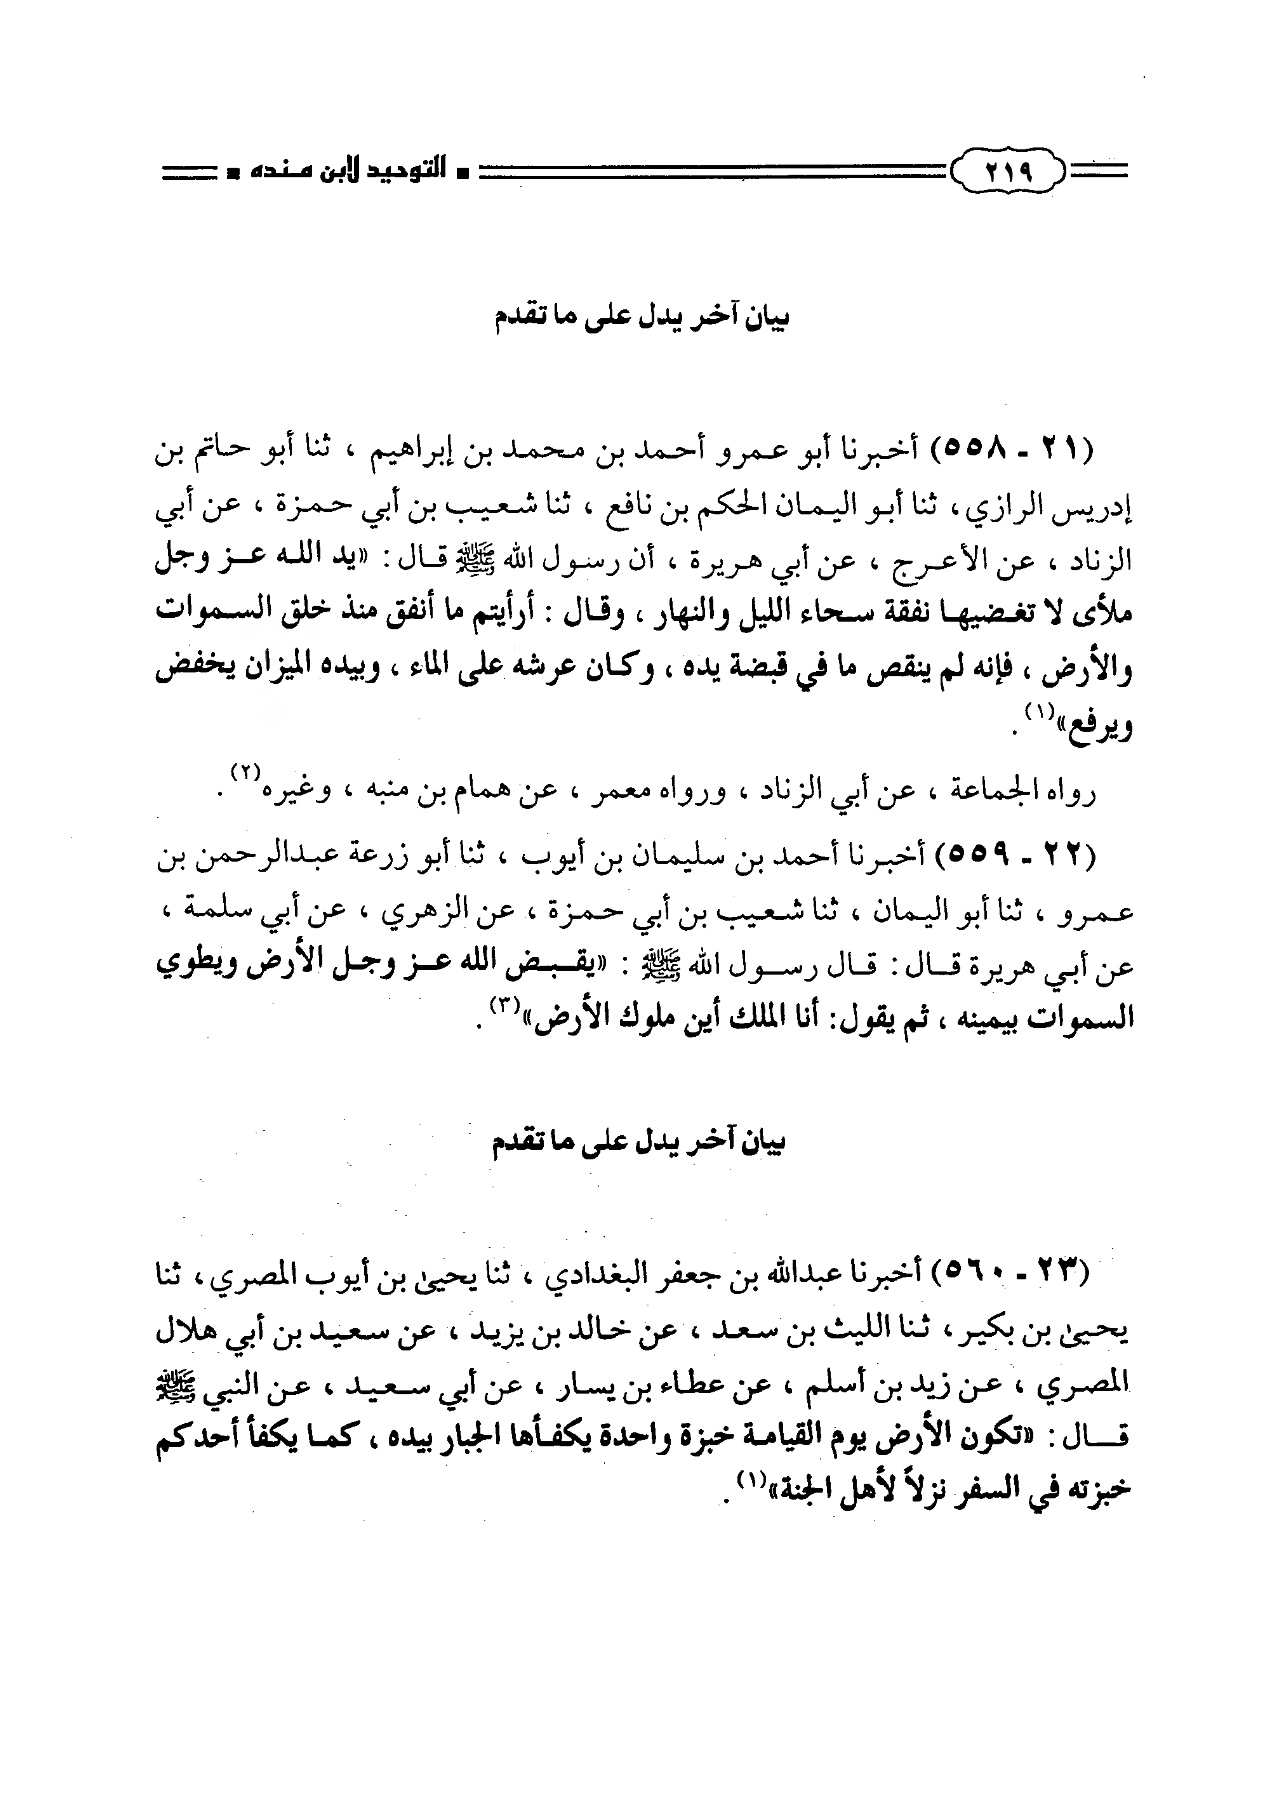 ٢١٩ ■ التوحيد لابن منده ■
بيان آخر يدل على ما تقدم
(٢١ - ٥٥٨) أخبرنا أبو عمرو أحمد بن محمد بن إبراهيم ، ثنا أبو حاتم بن
إدريس الرازي، ثنا أبو اليمان الحكم بن نافع ، ثنا شعيب بن أبي حمزة ، عن أبي
الزناد ، عن الأعرج ، عن أبي هريرة ، أن رسول الله ﷺ قال : «يد الله عز وجل
ملأى لا تغضيها نفقة سحاء الليل والنهار ، وقال : أرأيتم ما أنفق منذ خلق السموات
والأرض ، فإنه لم ينقص ما في قبضة يده ، وكان عرشه على الماء ، وبيده الميزان يخفض
ويرفع»(١) .
رواه الجماعة ، عن أبي الزناد ، ورواه معمر ، عن همام بن منبه ، وغيره(٢) .
(٢٢ - ٥٥٩) أخبرنا أحمد بن سليمان بن أيوب ، ثنا أبو زرعة عبدالرحمن بن
عمرو ، ثنا أبو اليمان ، ثنا شعيب بن أبي حمزة ، عن الزهري ، عن أبي سلمة ،
عن أبي هريرة قال : قال رسول الله ﷺ : «يقبض الله عز وجل الأرض ويطوي
السموات بيمينه ، ثم يقول: أنا الملك أين ملوك الأرض»(٣) .
بيان آخر يدل على ما تقدم
(٢٣ - ٥٦٠) أخبرنا عبدالله بن جعفر البغدادي ، ثنا يحيىٰ بن أيوب المصري، ثنا
يحيىٰ بن بكير، ثنا الليث بن سعد ، عن خالد بن يزيد ، عن سعيد بن أبي هلال
المصري ، عن زيد بن أسلم ، عن عطاء بن يسار ، عن أبي سعيد ، عن النبي ﷺ
قال : «تكون الأرض يوم القيامة خبزة واحدة يكفأها الجبار بيده ، كما يكفأ أحدكم
خبزته في السفر نزلاً لأهل الجنة»(١) .